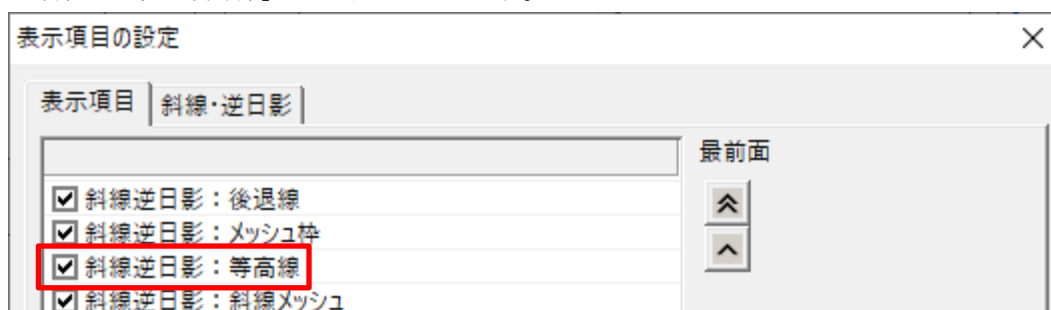 表示項目の設定
表示項目
斜線・逆日影
最前面
斜線逆日影：後退線
斜線逆日影：メッシュ枠
斜線逆日影：等高線
斜線逆日影：斜線メッシュ